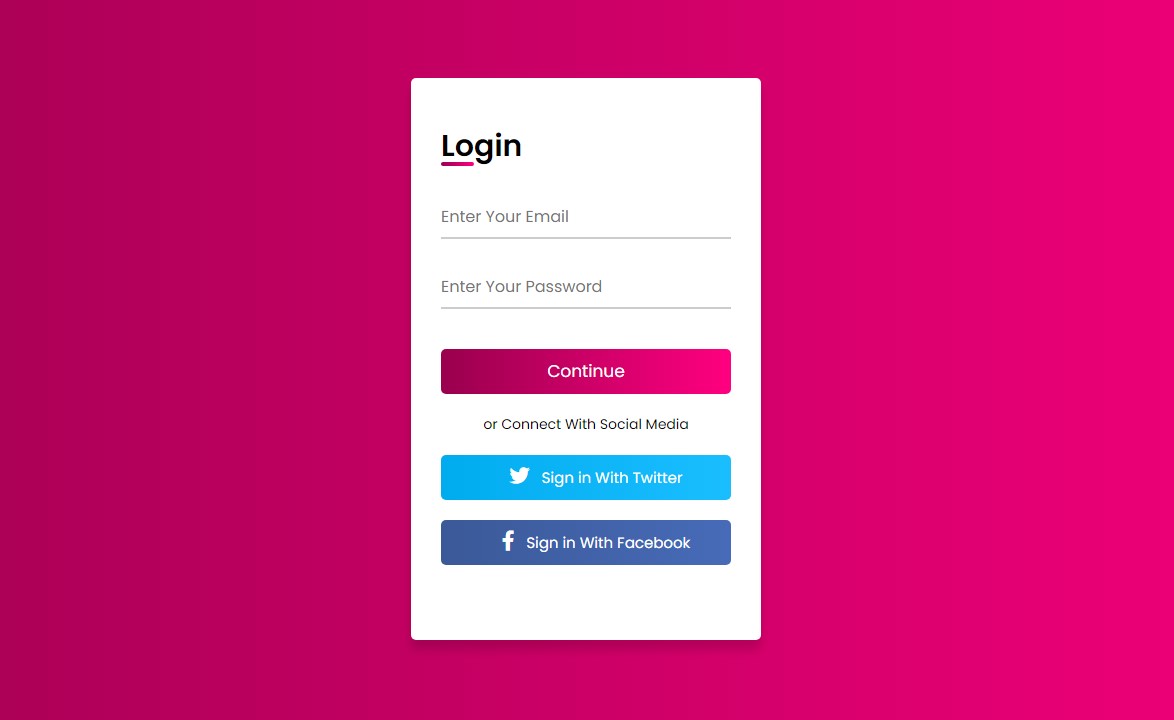 Login
Enter Your Email
Enter Your Password
Continue
or Connect With Social Media
Sign in With Twitter
Sign in With Facebook